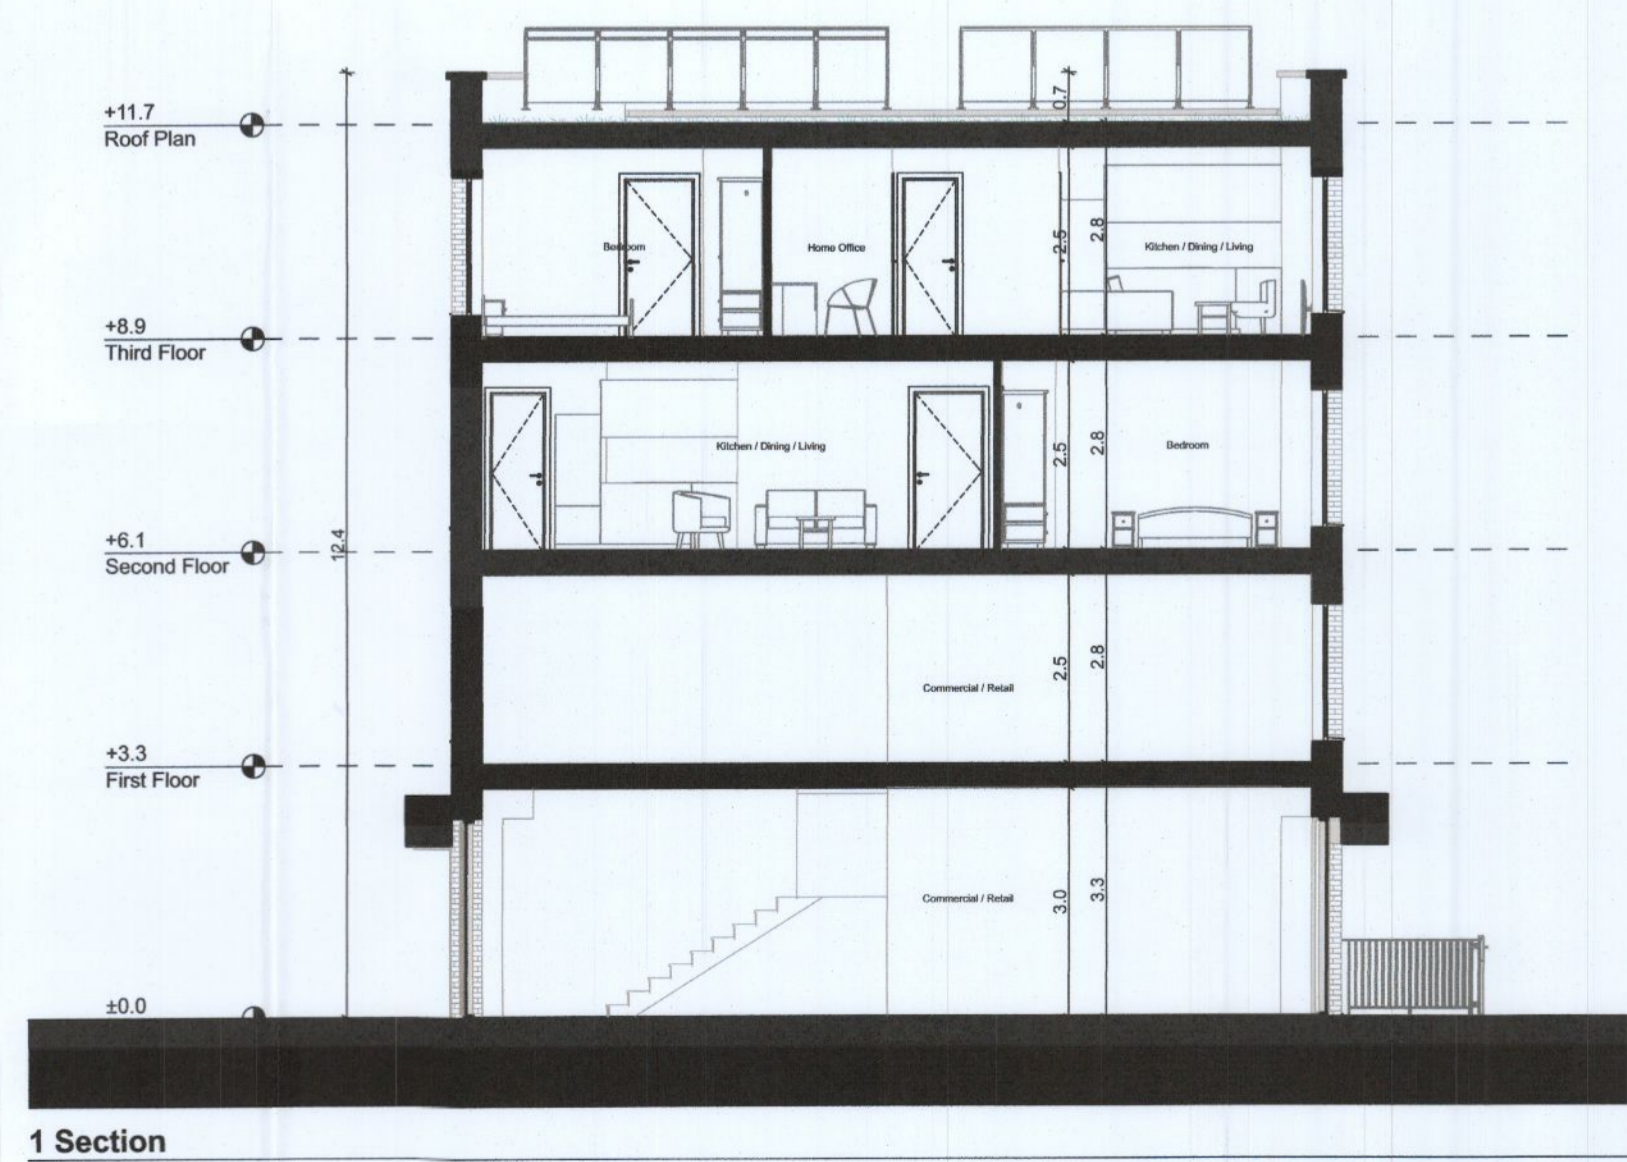 +11.7
Roof Plan
0.7
Bedroom
Home Office
2.5
2.8
Kitchen / Dining / Living
+8.9
Third Floor
Kitchen / Dining / Living
2.5
2.8
Bedroom
+6.1
Second Floor
12.4
2.5
2.8
Commercial / Retail
+3.3
First Floor
Commercial / Retail
3.0
3.3
±0.0
1 Section